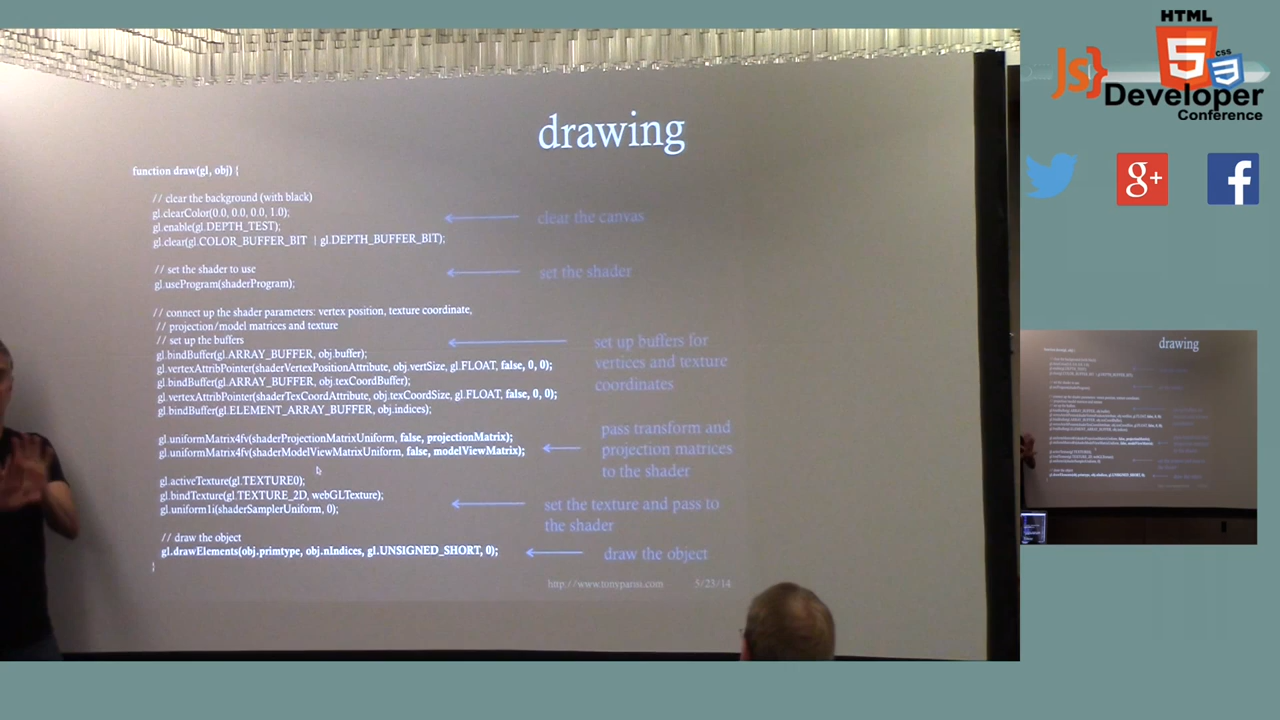 drawing
function draw(gl, obj) {
// clear the background (with black)
gl.clearColor(0.0, 0.0, 0.0, 1.0);
gl.enable(gl.DEPTH_TEST);
gl.clear(gl.COLOR_BUFFER_BIT | gl.DEPTH_BUFFER_BIT);
clear the canvas
// set the shader to use
gl.useProgram(shaderProgram);
set the shader
// connect up the shader parameters: vertex position, texture coordinate,
// projection/model matrices and texture
// set up the buffers
gl.bindBuffer(gl.ARRAY_BUFFER, obj.buffer);
gl.vertexAttribPointer(shaderVertexPositionAttribute, obj.vertSize, gl.FLOAT, false, 0, 0);
gl.bindBuffer(gl.ARRAY_BUFFER, obj.texCoordBuffer);
gl.vertexAttribPointer(shaderTexCoordAttribute, obj.texCoordSize, gl.FLOAT, false, 0, 0);
gl.bindBuffer(gl.ELEMENT_ARRAY_BUFFER, obj.indices);
set up buffers for
vertices and texture
coordinates
gl.uniformMatrix4fv(shaderProjectionMatrixUniform, false, projectionMatrix);
gl.uniformMatrix4fv(shaderModelViewMatrixUniform, false, modelViewMatrix);
pass transform and
projection matrices
to the shader
gl.activeTexture(gl.TEXTURE0);
gl.bindTexture(gl.TEXTURE_2D, webGLTexture);
gl.uniform1i(shaderSamplerUniform, 0);
set the texture and pass to
the shader
// draw the object
gl.drawElements(obj.primtype, obj.nIndices, gl.UNSIGNED_SHORT, 0);
draw the object
}
http://www.tonyparisi.com
5/23/14
HTML
5
CSS
3
JS}
Developer
Conference
g+
f
drawing